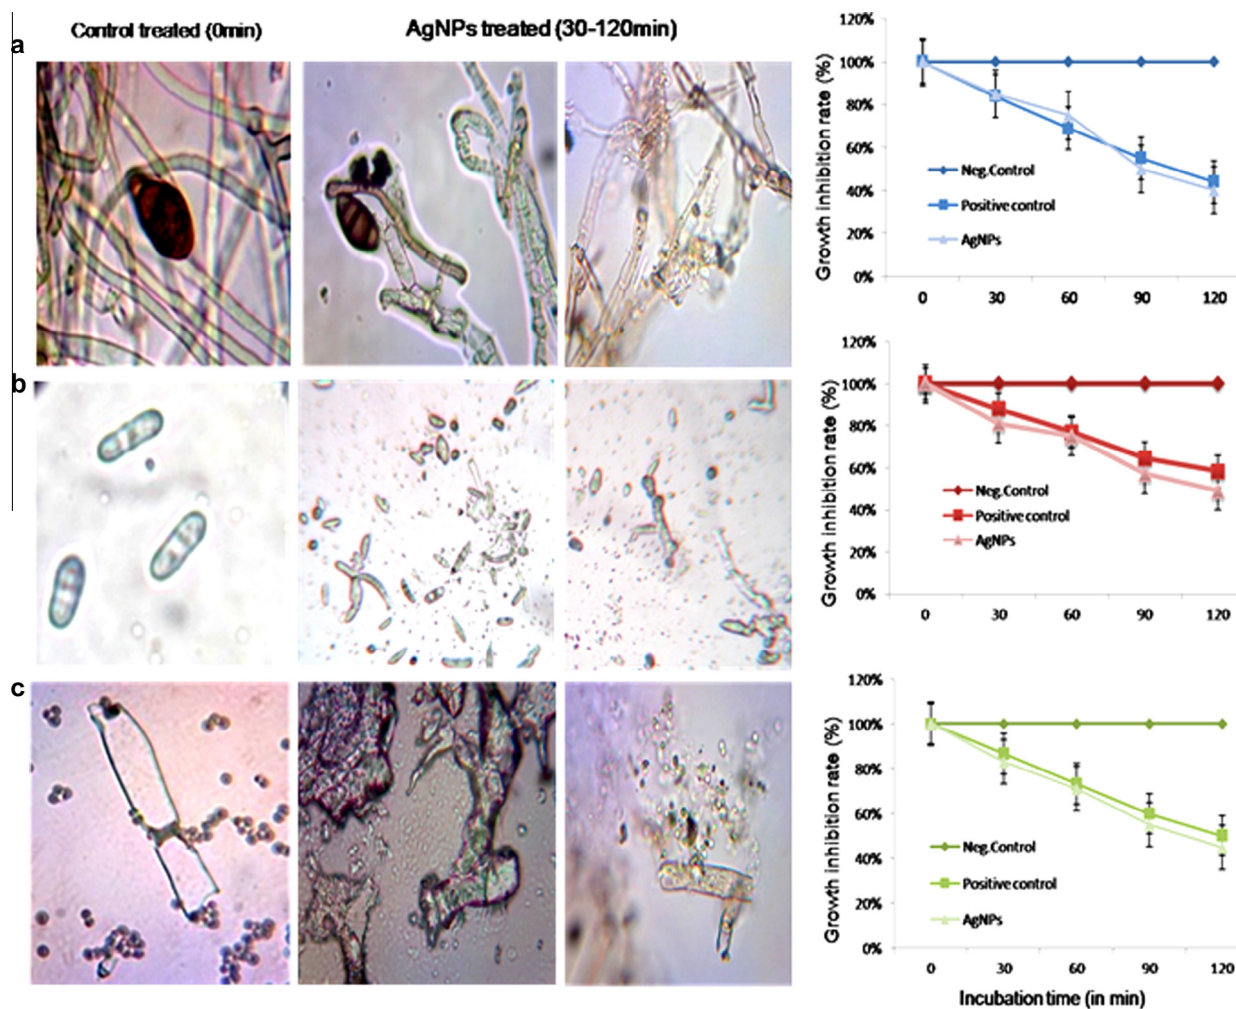 Control treated (0min)
AgNPs treated (30-120min)
a
120%
100%
80%
60%
40%
20%
0%
Growth inhibition rate (%)
Neg.Control
Positive control
AgNPs
0 30 60 90 120
b
120%
100%
80%
60%
40%
20%
0%
Growth inhibition rate (%)
Neg.Control
Positive control
AgNPs
0 30 60 90 120
c
120%
100%
80%
60%
40%
20%
0%
Growth inhibition rate (%)
Neg.Control
Positive control
AgNPs
0 30 60 90 120
Incubation time (in min)